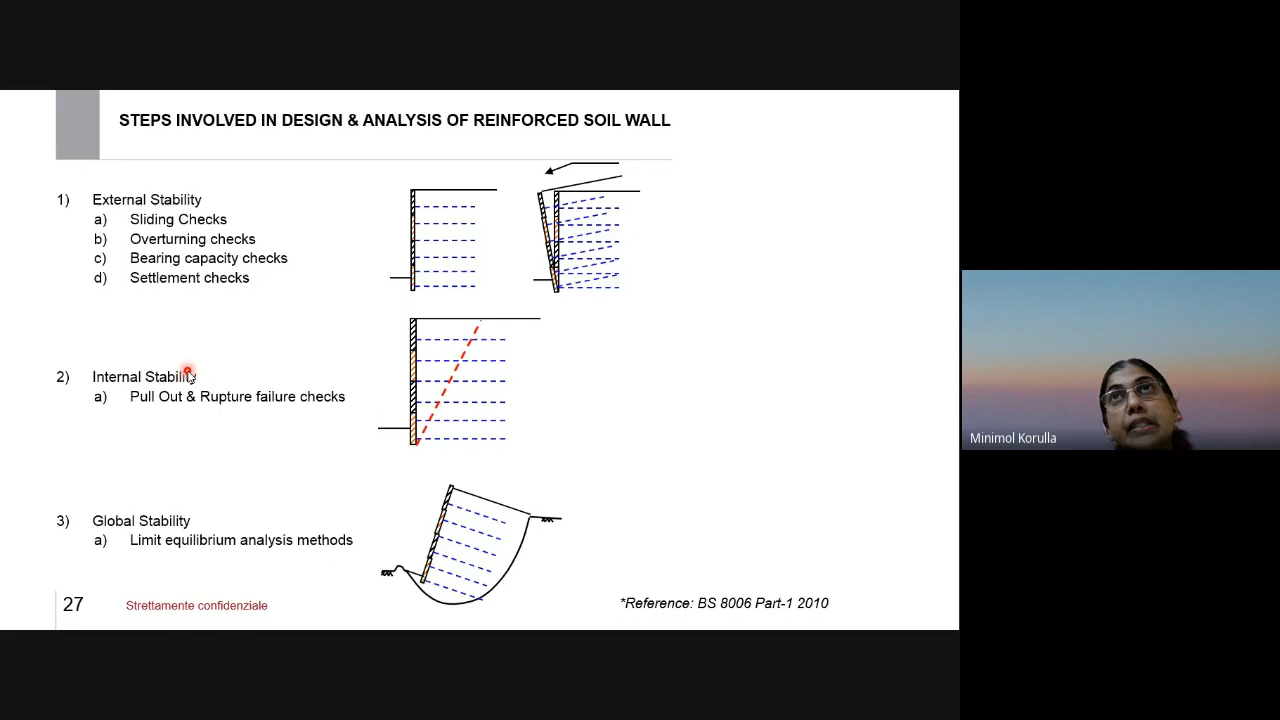 STEPS INVOLVED IN DESIGN & ANALYSIS OF REINFORCED SOIL WALL
1) External Stability
a) Sliding Checks
b) Overturning checks
c) Bearing capacity checks
d) Settlement checks
2) Internal Stability
a) Pull Out & Rupture failure checks
3) Global Stability
a) Limit equilibrium analysis methods
27
Strettamente confidenziale
*Reference: BS 8006 Part-1 2010
Minimol Korulla